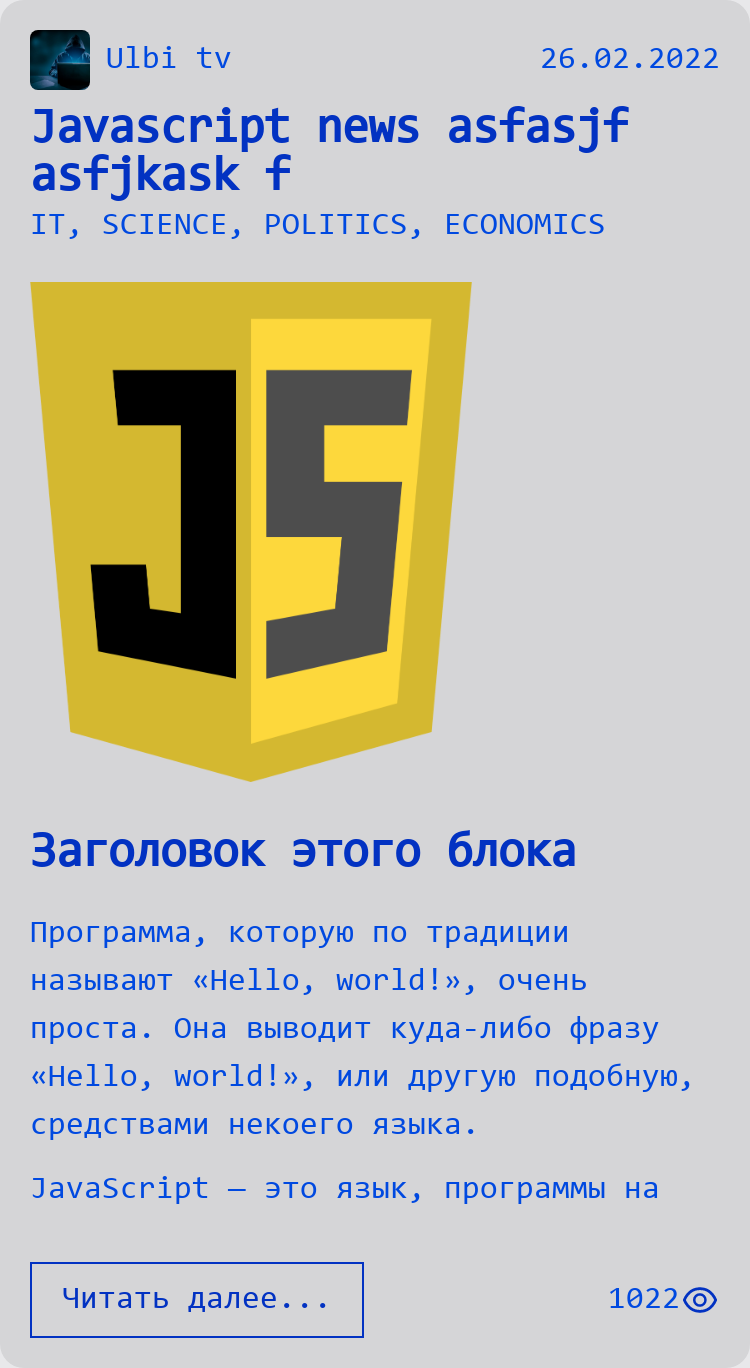 Ulbi tv
26.02.2022
Javascript news asfasjf
asfjkask f
IT, SCIENCE, POLITICS, ECONOMICS
JS
Заголовок этого блока
Программа, которую по традиции
называют «Hello, world!», очень
проста. Она выводит куда-либо фразу
«Hello, world!», или другую подобную,
средствами некоего языка.
JavaScript — это язык, программы на
Читать далее...
1022